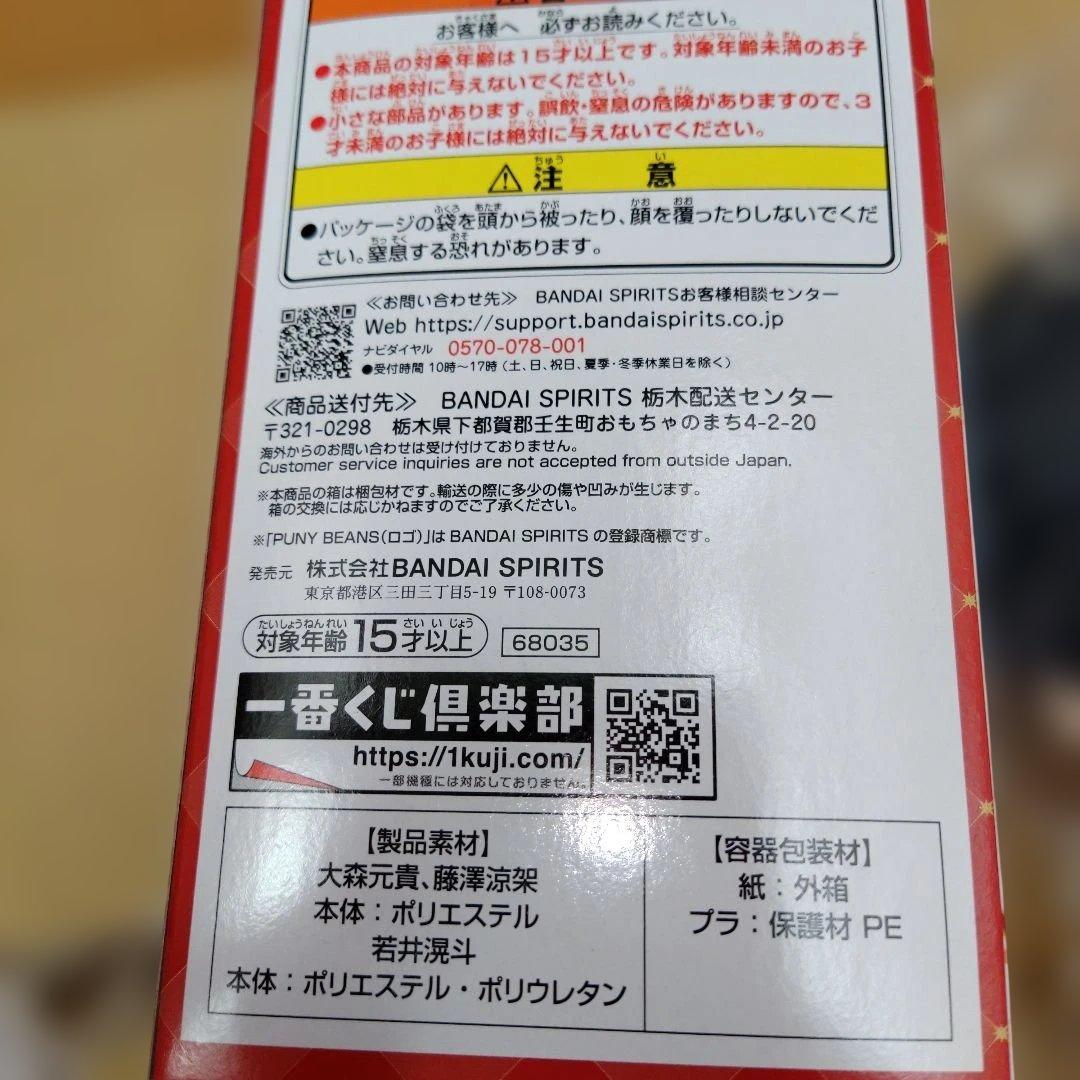 お客様へ 必ずお読みください。
●本商品の対象年齢は15才以上です。対象年齢未満のお子
様には絶対に与えないでください。
●小さな部品があります。誤飲・窒息の危険がありますので、3
才未満のお子様には絶対に与えないでください。
⚠注 意
●パッケージの袋を頭から被ったり、顔を覆ったりしないでくだ
さい。窒息する恐れがあります。
≪お問い合わせ先≫ BANDAI SPIRITSお客様相談センター
Web https://support.bandaispirits.co.jp
ナビダイヤル 0570-078-001
●受付時間 10時〜17時(土、日、祝日、夏季・冬季休業日を除く)
≪商品送付先≫ BANDAI SPIRITS 栃木配送センター
〒321-0298 栃木県下都賀郡壬生町おもちゃのまち4-2-20
海外からのお問い合わせは受け付けておりません。
Customer service inquiries are not accepted from outside Japan.
※本商品の箱は梱包材です。輸送の際に多少の傷や凹みが生じます。
箱の交換には応じかねますのでご了承ください。
※「PUNY BEANS(ロゴ)」は BANDAI SPIRITS の登録商標です。
発売元 株式会社BANDAI SPIRITS
東京都港区三田三丁目5-19 〒108-0073
対象年齢 15才以上 68035
一番くじ倶楽部
https://1kuji.com/
一部機種には対応しておりません。
【製品素材】
大森元貴、藤澤涼架
本体：ポリエステル
若井滉斗
本体：ポリエステル・ポリウレタン
【容器包装材】
紙：外箱
プラ：保護材 PE